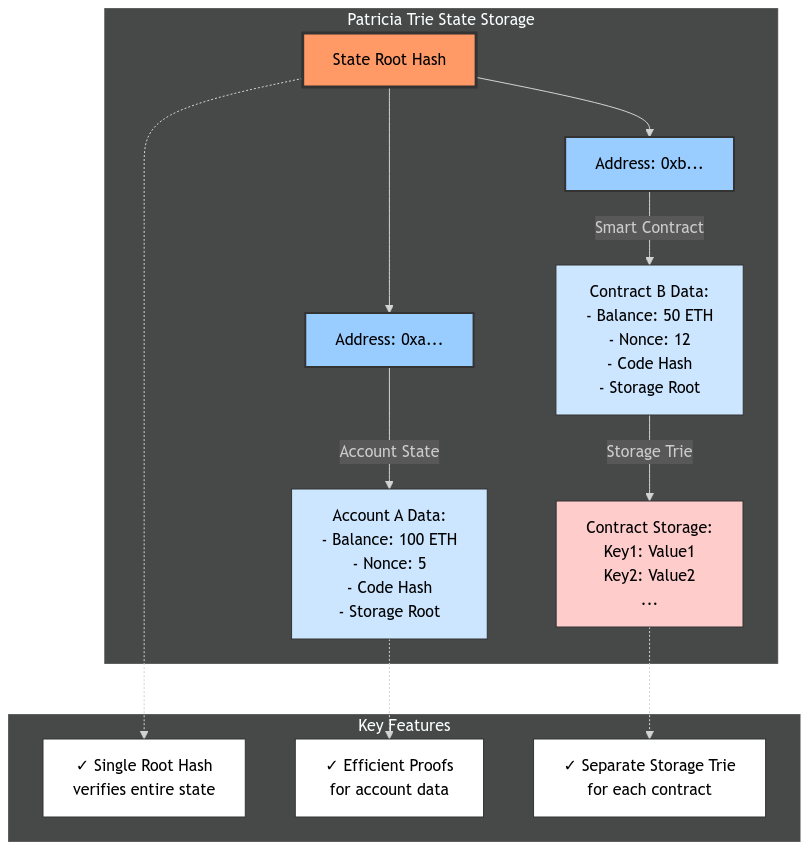 Patricia Trie State Storage
State Root Hash
Address: 0xb...
Smart Contract
Contract B Data:
- Balance: 50 ETH
- Nonce: 12
- Code Hash
- Storage Root
Address: 0xa...
Account State
Storage Trie
Account A Data:
- Balance: 100 ETH
- Nonce: 5
- Code Hash
- Storage Root
Contract Storage:
Key1: Value1
Key2: Value2
...
Key Features
✓ Single Root Hash
verifies entire state
✓ Efficient Proofs
for account data
✓ Separate Storage Trie
for each contract